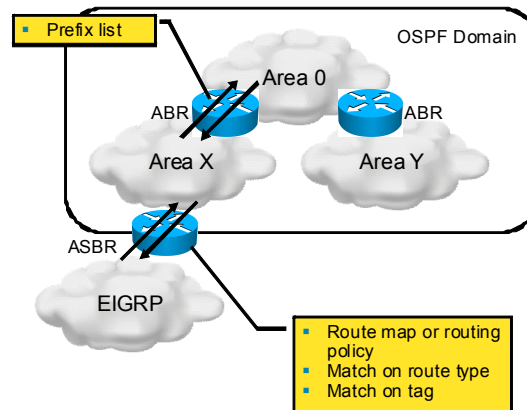 ▪ Prefix list
OSPF Domain
Area 0
ABR
ABR
Area X
Area Y
ASBR
EIGRP
▪ Route map or routing
policy
▪ Match on route type
▪ Match on tag